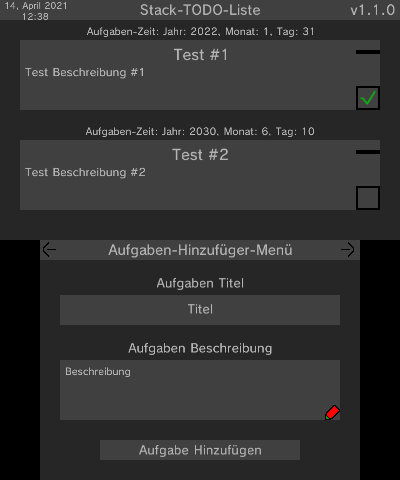 14, April 2021
12:38
Stack-TODO-Liste
v1.1.0
Aufgaben-Zeit: Jahr: 2022, Monat: 1, Tag: 31
Test #1
Test Beschreibung #1
Aufgaben-Zeit: Jahr: 2030, Monat: 6, Tag: 10
Test #2
Test Beschreibung #2
Aufgaben-Hinzufüger-Menü
Aufgaben Titel
Titel
Aufgaben Beschreibung
Beschreibung
Aufgabe Hinzufügen